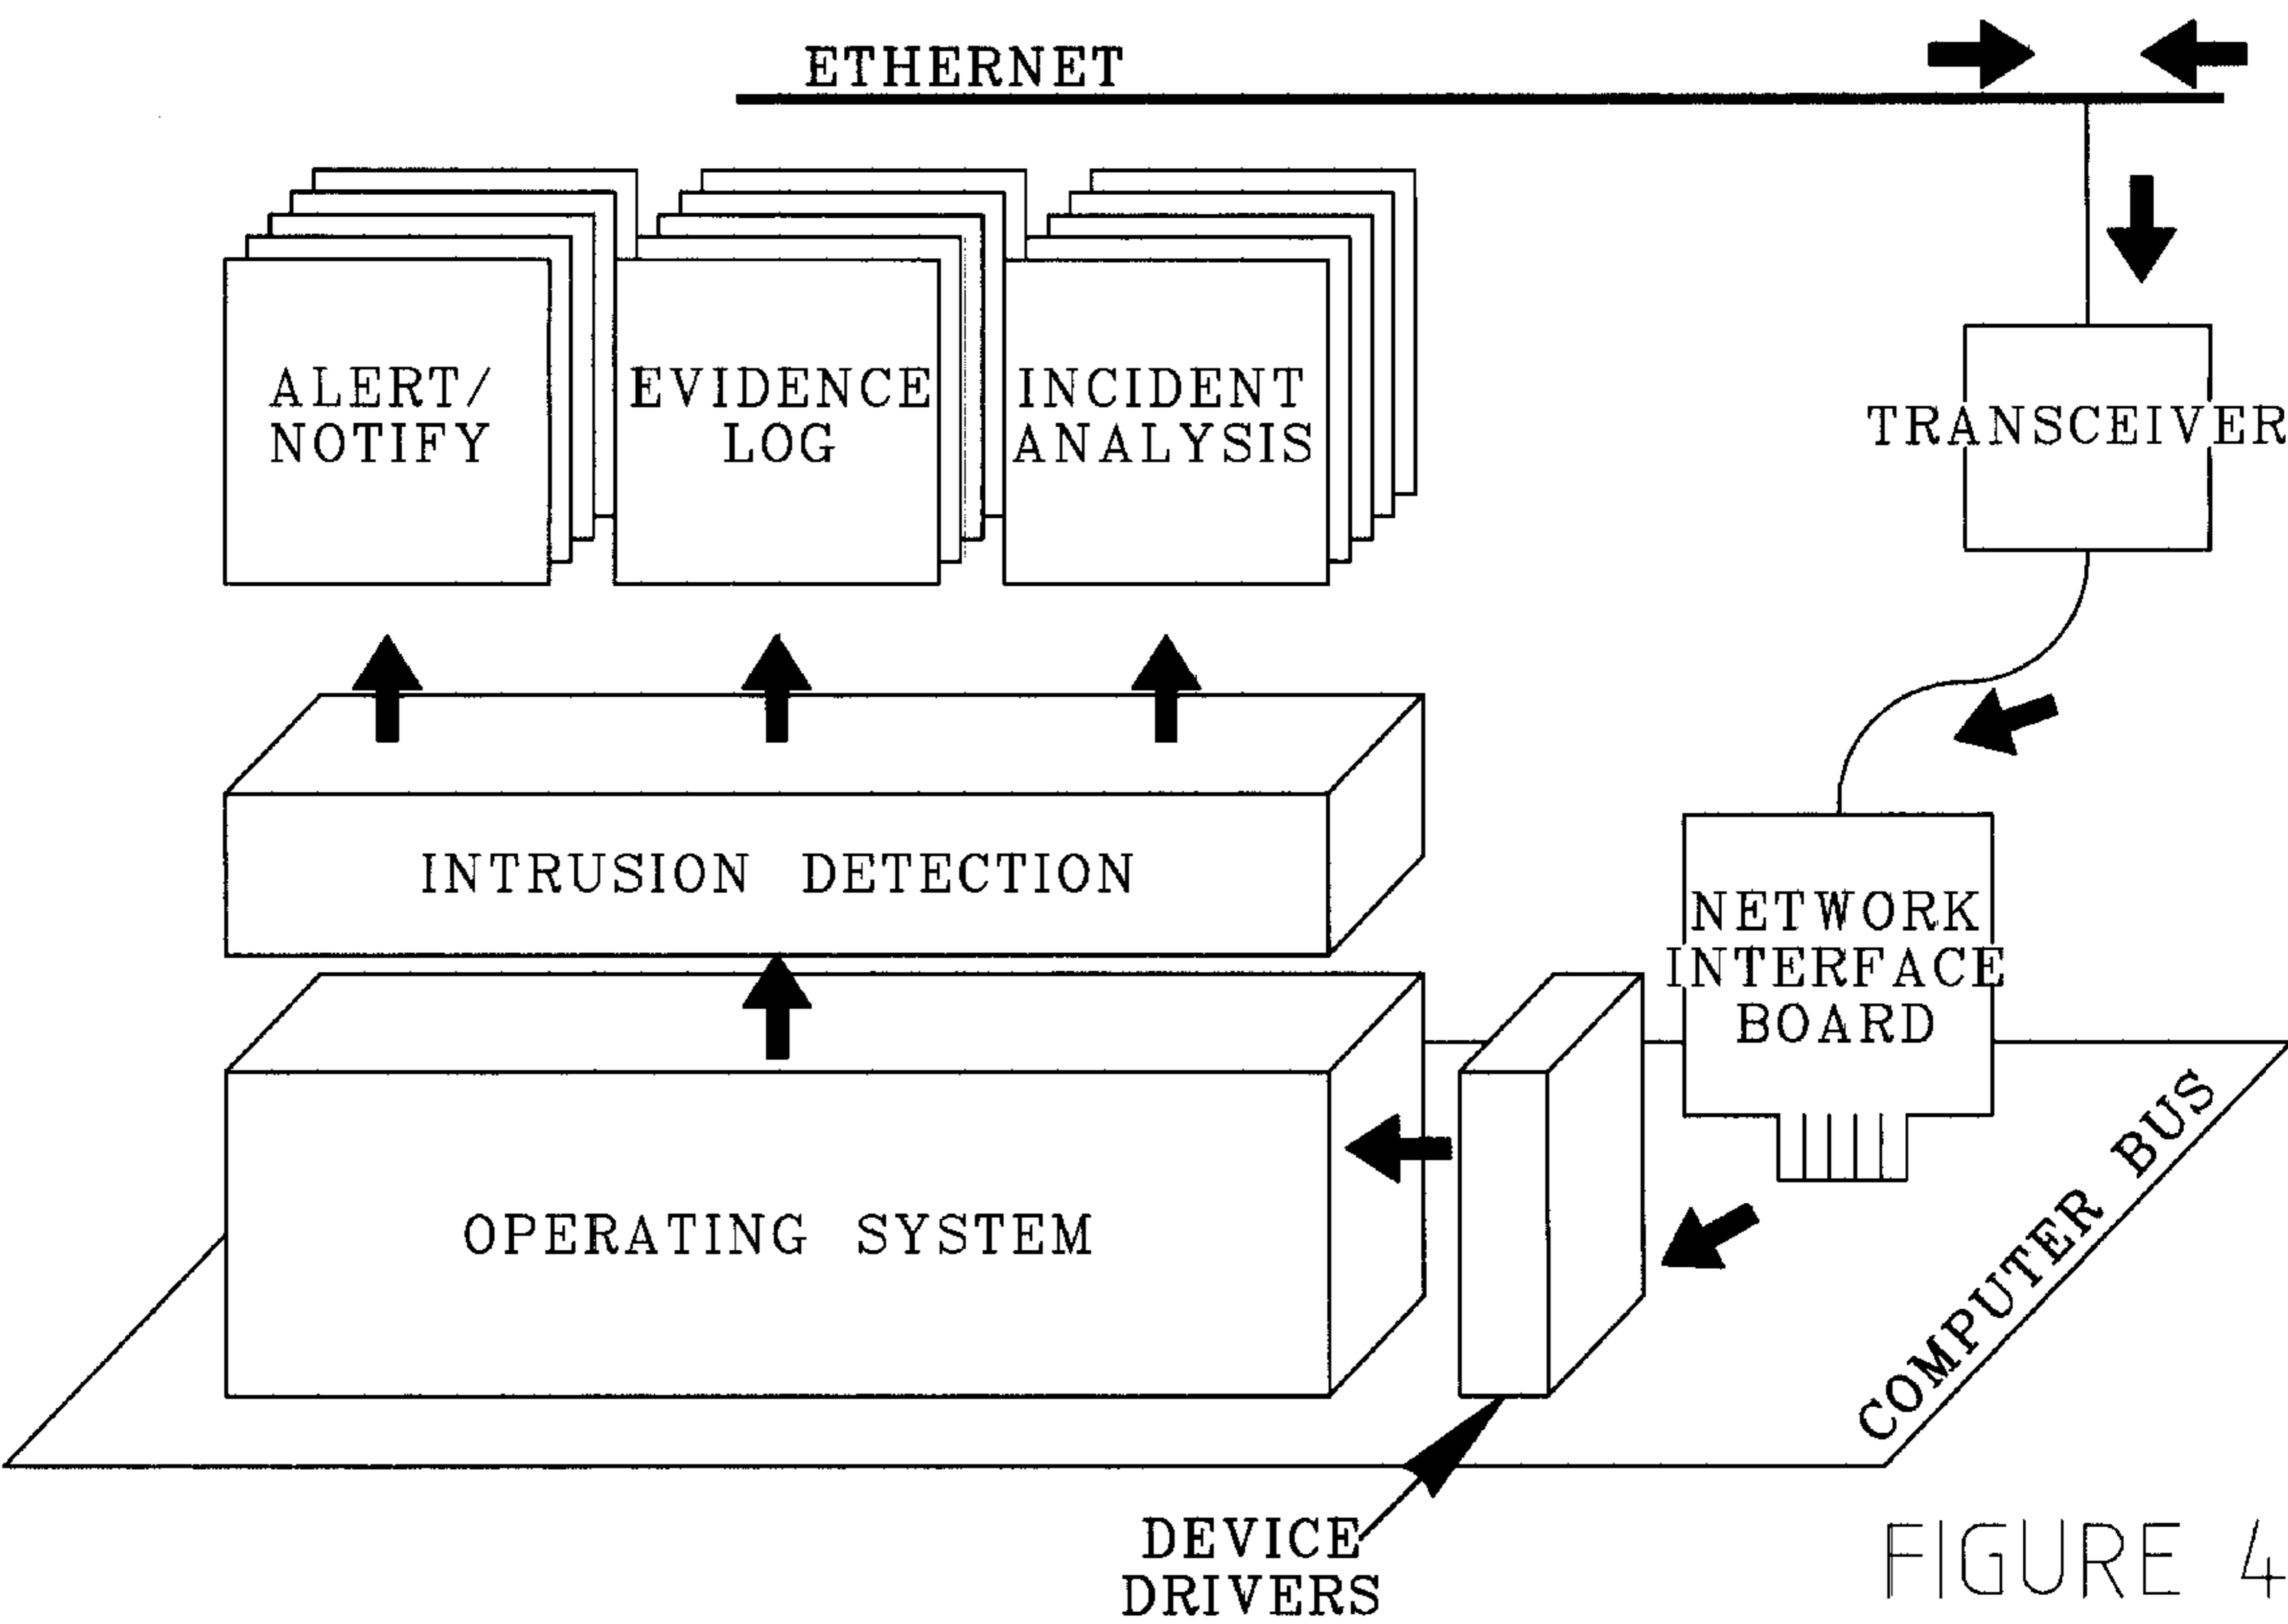 ETHERNET
ALERT/
NOTIFY
EVIDENCE
LOG
INCIDENT
ANALYSIS
TRANSCEIVER
INTRUSION DETECTION
NETWORK
INTERFACE
BOARD
OPERATING SYSTEM
COMPUTER BUS
DEVICE
DRIVERS
FIGURE 4